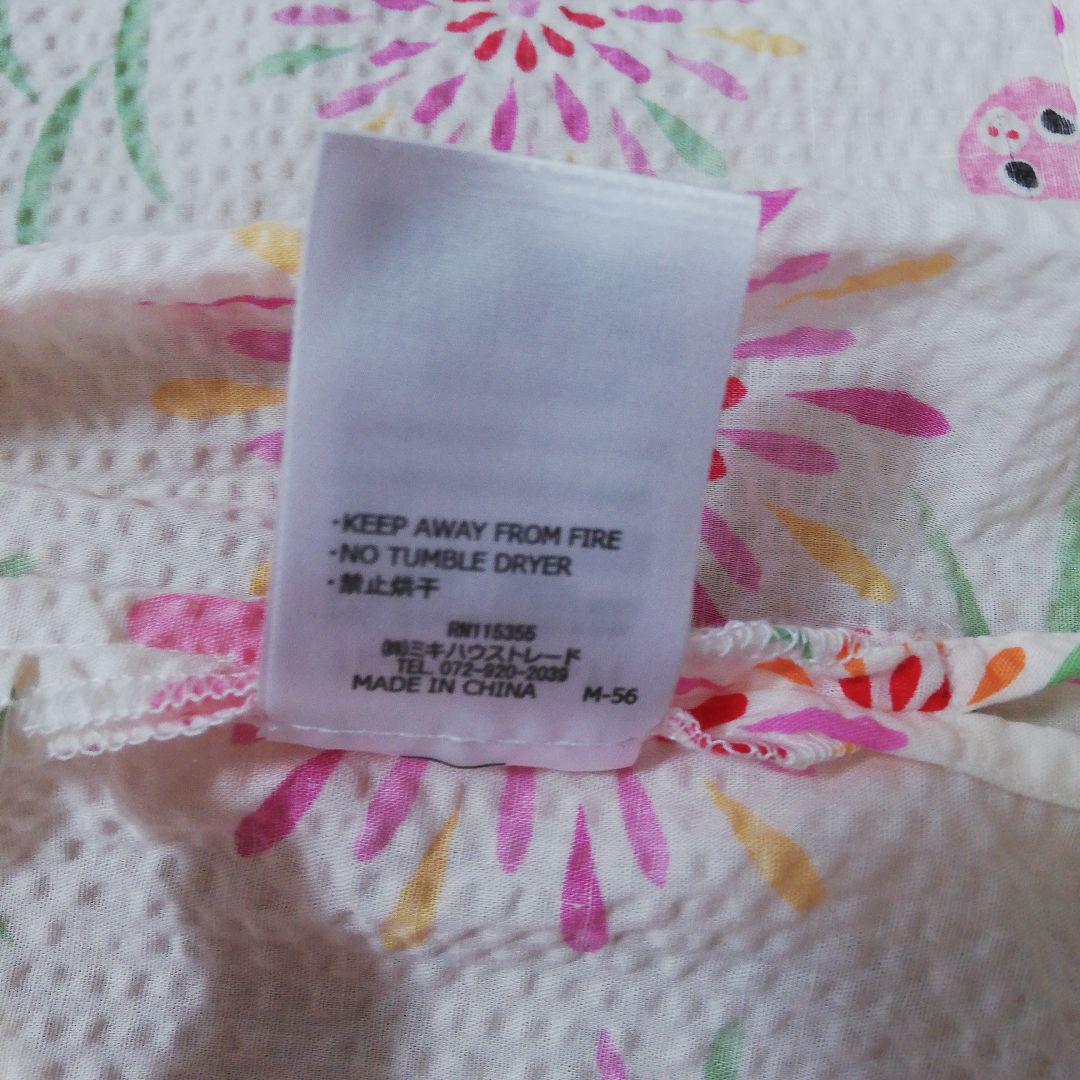 ・KEEP AWAY FROM FIRE
・NO TUMBLE DRYER
・禁止烘干
RN115355
㈱ミキハウストレード
TEL. 072-920-2039
MADE IN CHINA M-56